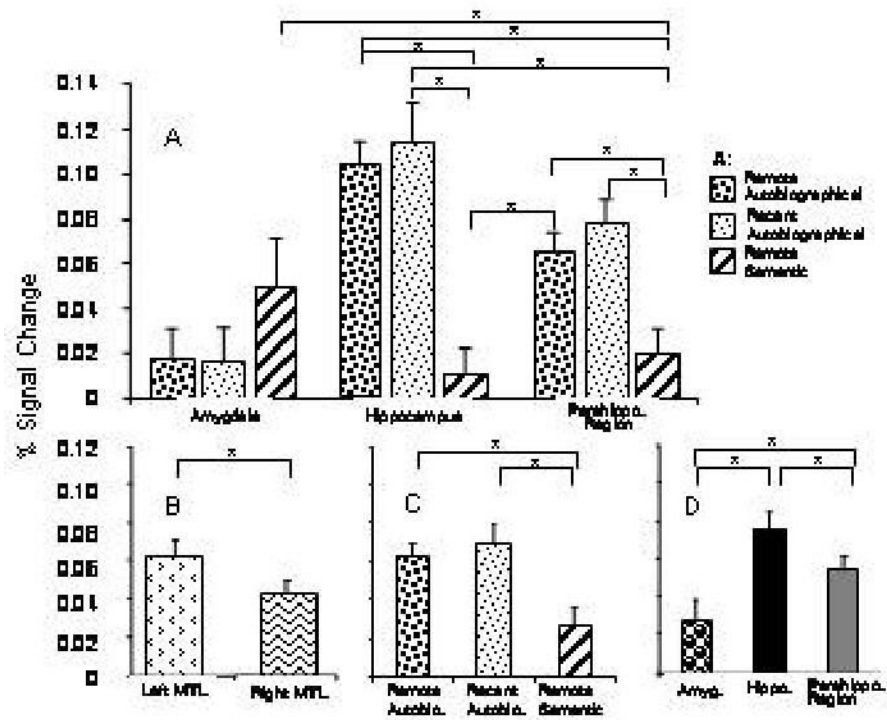 % Signal Change
0.14
0.12
0.10
0.08
0.06
0.04
0.02
0
A
Amygdala
Hippocampus
Parahippo.
Region
A:
Remote
Autobiographical
Recent
Autobiographical
Remote
Semantic
0.12
0.10
0.08
0.06
0.04
0.02
0
B
Left MTL
Right MTL
C
Remote
Autobio.
Recent
Autobio.
Remote
Semantic
D
Amyg.
Hippo.
Parahippo.
Region